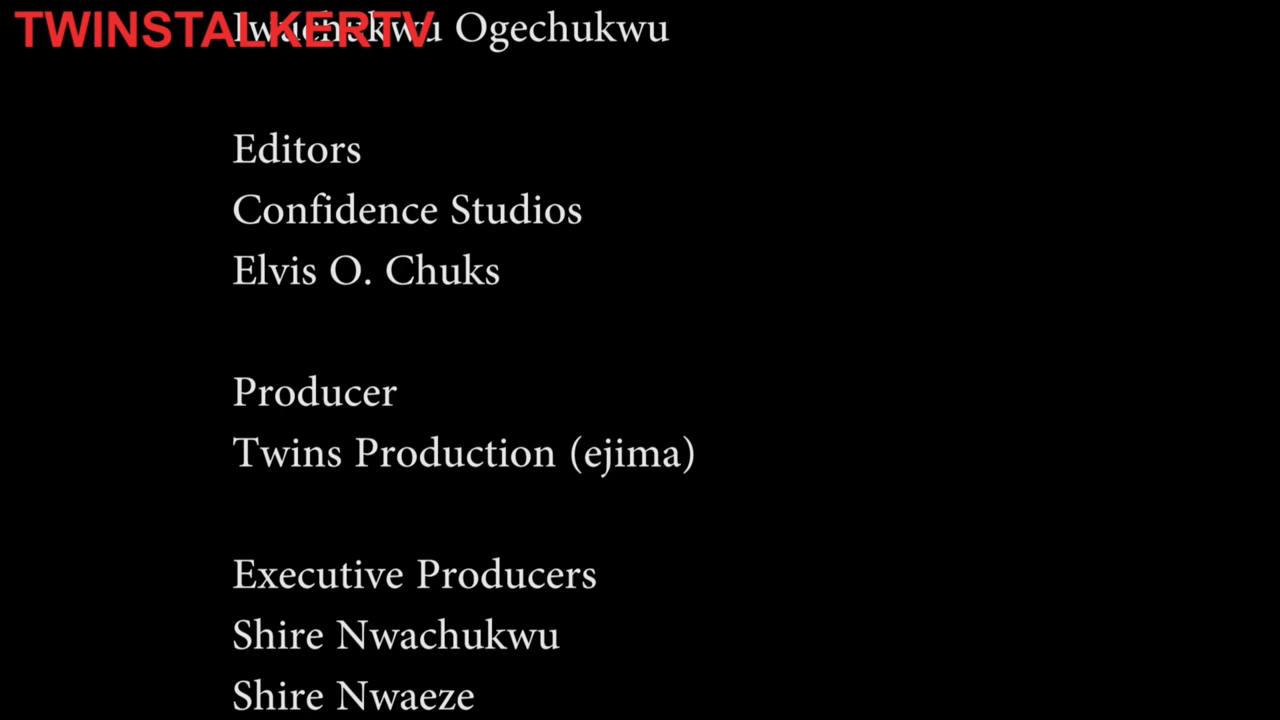 TWINSTALKERTV
Ogechukwu
Editors
Confidence Studios
Elvis O. Chuks
Producer
Twins Production (ejima)
Executive Producers
Shire Nwachukwu
Shire Nwaeze